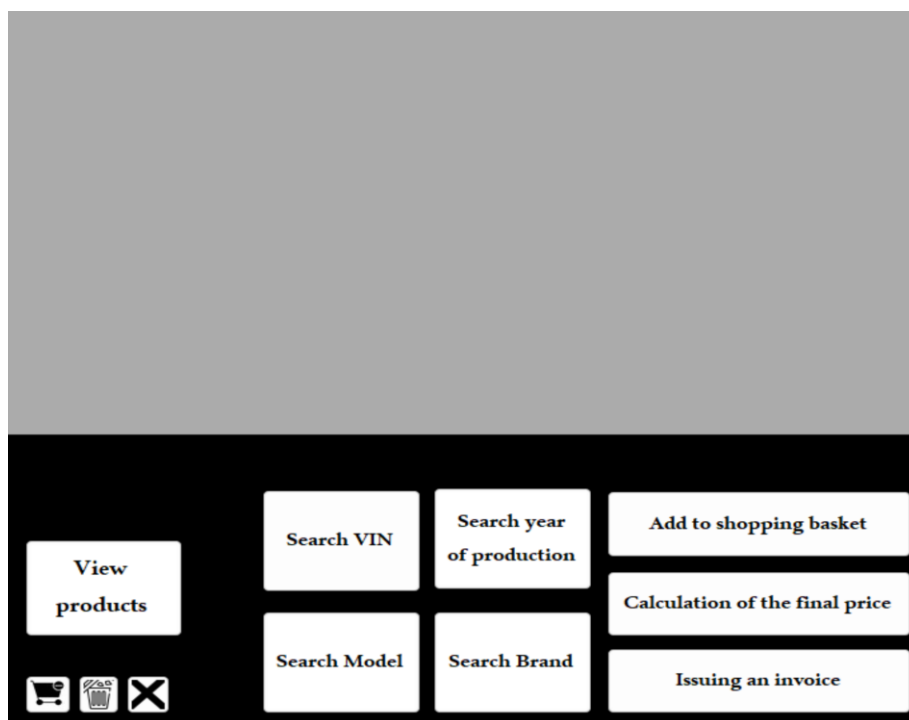 View
products
Search VIN
Search year
of production
Search Model
Search Brand
Add to shopping basket
Calculation of the final price
Issuing an invoice